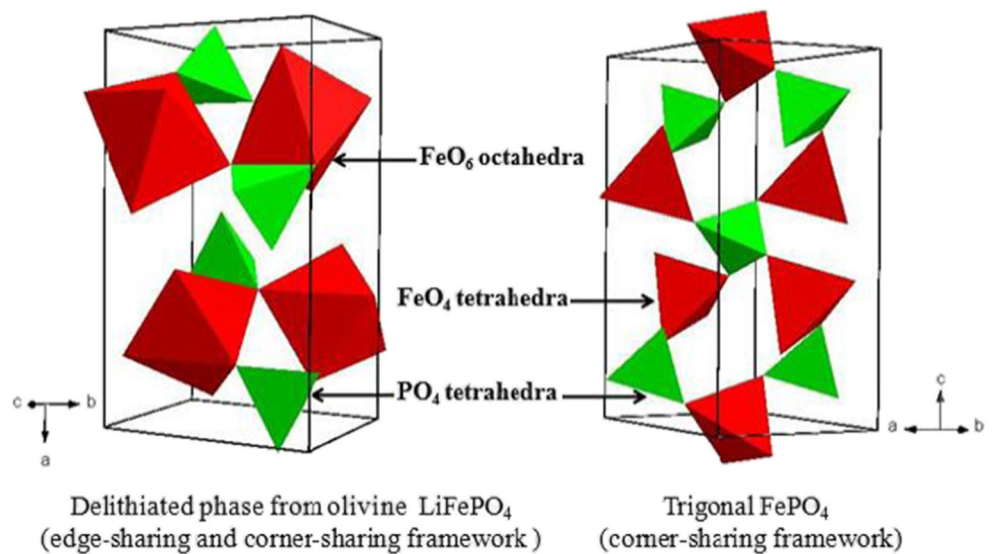 FeO₆ octahedra
FeO₄ tetrahedra
PO₄ tetrahedra
c b
a
c
a b
Delithiated phase from olivine LiFePO₄
(edge-sharing and corner-sharing framework )
Trigonal FePO₄
(corner-sharing framework)